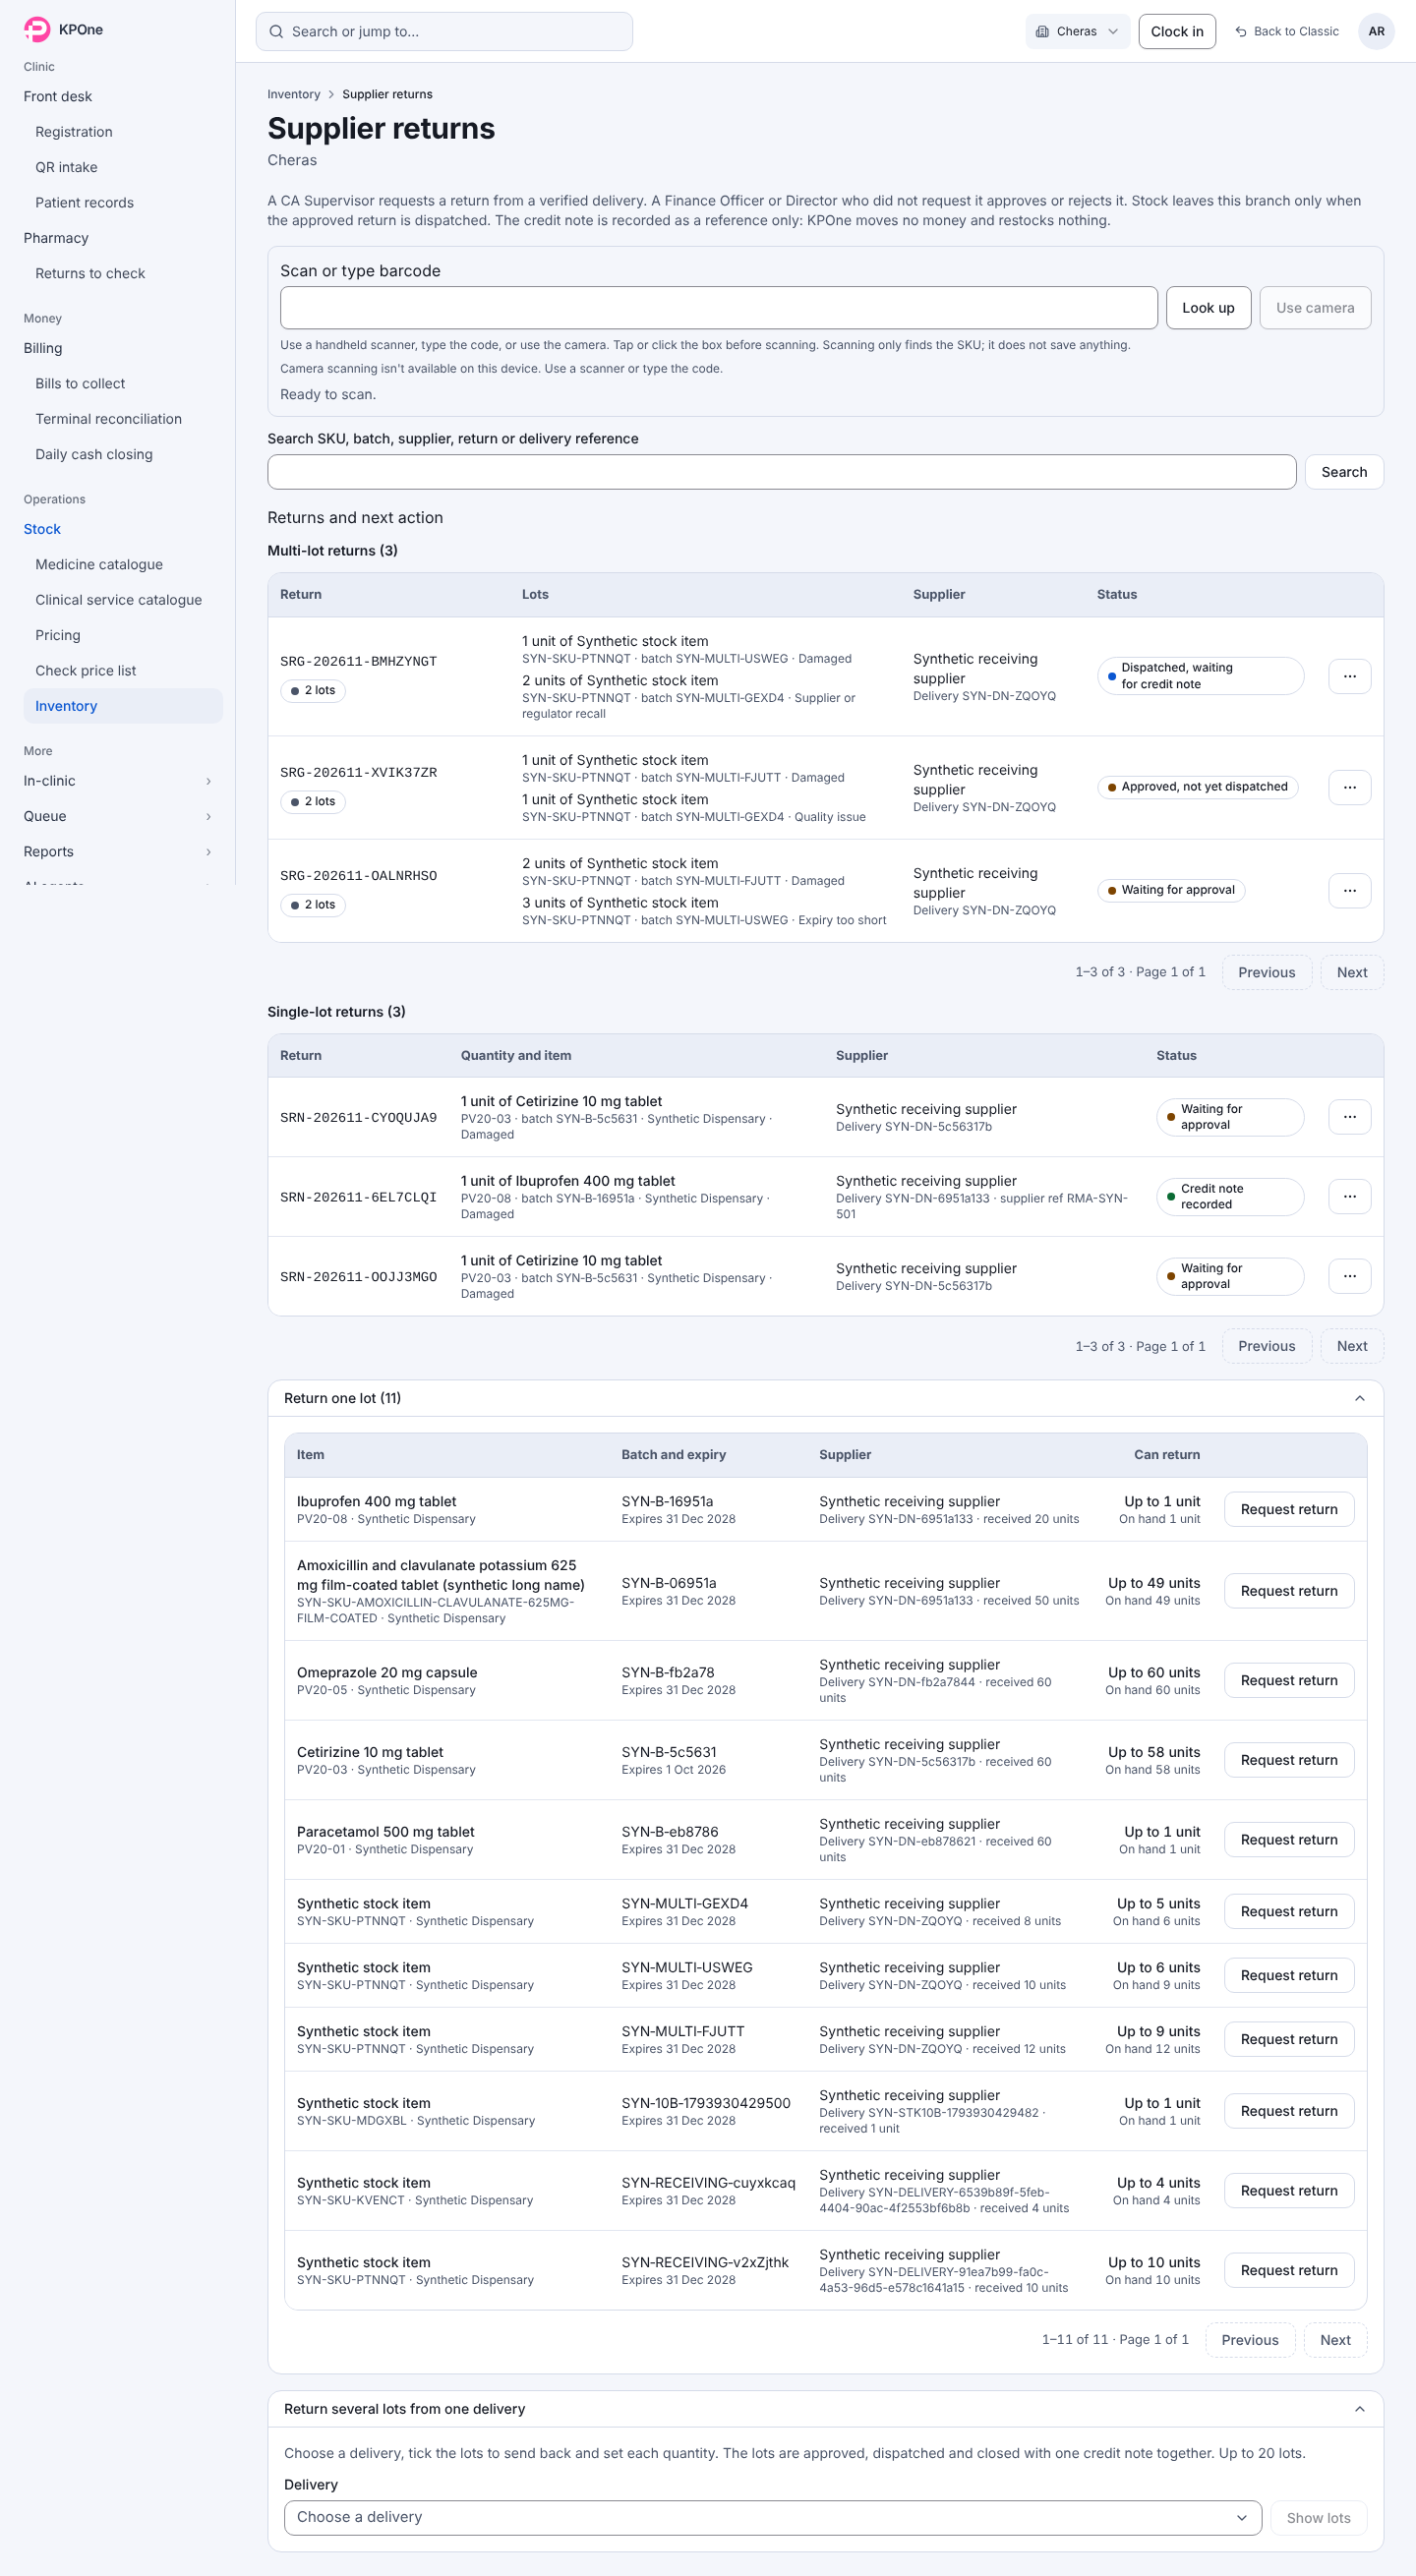 KPOne
Clinic
Front desk
Registration
QR intake
Patient records
Pharmacy
Returns to check
Money
Billing
Bills to collect
Terminal reconciliation
Daily cash closing
Operations
Stock
Medicine catalogue
Clinical service catalogue
Pricing
Check price list
Inventory
More
In-clinic
Queue
Reports
Search or jump to...
Cheras
Clock in
Back to Classic
AR
Inventory > Supplier returns
Supplier returns
Cheras
A CA Supervisor requests a return from a verified delivery. A Finance Officer or Director who did not request it approves or rejects it. Stock leaves this branch only when
the approved return is dispatched. The credit note is recorded as a reference only: KPOne moves no money and restocks nothing.
Scan or type barcode
Look up
Use camera
Use a handheld scanner, type the code, or use the camera. Tap or click the box before scanning. Scanning only finds the SKU; it does not save anything.
Camera scanning isn't available on this device. Use a scanner or type the code.
Ready to scan.
Search SKU, batch, supplier, return or delivery reference
Search
Returns and next action
Multi-lot returns (3)
Return Lots Supplier Status
SRG-202611-BMHZYNGT
2 lots
1 unit of Synthetic stock item
SYN-SKU-PTNNQT · batch SYN-MULTI-USWEG · Damaged
2 units of Synthetic stock item
SYN-SKU-PTNNQT · batch SYN-MULTI-GEXD4 · Supplier or
regulator recall
Synthetic receiving
supplier
Delivery SYN-DN-ZQOYQ
Dispatched, waiting
for credit note
SRG-202611-XVIK37ZR
2 lots
1 unit of Synthetic stock item
SYN-SKU-PTNNQT · batch SYN-MULTI-FJUTT · Damaged
1 unit of Synthetic stock item
SYN-SKU-PTNNQT · batch SYN-MULTI-GEXD4 · Quality issue
Synthetic receiving
supplier
Delivery SYN-DN-ZQOYQ
Approved, not yet dispatched
SRG-202611-OALNRHSO
2 lots
2 units of Synthetic stock item
SYN-SKU-PTNNQT · batch SYN-MULTI-FJUTT · Damaged
3 units of Synthetic stock item
SYN-SKU-PTNNQT · batch SYN-MULTI-USWEG · Expiry too short
Synthetic receiving
supplier
Delivery SYN-DN-ZQOYQ
Waiting for approval
1–3 of 3 · Page 1 of 1
Previous
Next
Single-lot returns (3)
Return Quantity and item Supplier Status
SRN-202611-CYOQUJA9
1 unit of Cetirizine 10 mg tablet
PV20-03 · batch SYN-B-5c5631 · Synthetic Dispensary ·
Damaged
Synthetic receiving supplier
Delivery SYN-DN-5c56317b
Waiting for
approval
SRN-202611-6EL7CLQI
1 unit of Ibuprofen 400 mg tablet
PV20-08 · batch SYN-B-16951a · Synthetic Dispensary ·
Damaged
Synthetic receiving supplier
Delivery SYN-DN-6951a133 · supplier ref RMA-SYN-
501
Credit note
recorded
SRN-202611-OOJJ3MGO
1 unit of Cetirizine 10 mg tablet
PV20-03 · batch SYN-B-5c5631 · Synthetic Dispensary ·
Damaged
Synthetic receiving supplier
Delivery SYN-DN-5c56317b
Waiting for
approval
1–3 of 3 · Page 1 of 1
Previous
Next
Return one lot (11)
Item Batch and expiry Supplier Can return
Ibuprofen 400 mg tablet
PV20-08 · Synthetic Dispensary
SYN-B-16951a
Expires 31 Dec 2028
Synthetic receiving supplier
Delivery SYN-DN-6951a133 · received 20 units
Up to 1 unit
On hand 1 unit
Request return
Amoxicillin and clavulanate potassium 625
mg film-coated tablet (synthetic long name)
SYN-SKU-AMOXICILLIN-CLAVULANATE-625MG-
FILM-COATED · Synthetic Dispensary
SYN-B-06951a
Expires 31 Dec 2028
Synthetic receiving supplier
Delivery SYN-DN-6951a133 · received 50 units
Up to 49 units
On hand 49 units
Request return
Omeprazole 20 mg capsule
PV20-05 · Synthetic Dispensary
SYN-B-fb2a78
Expires 31 Dec 2028
Synthetic receiving supplier
Delivery SYN-DN-fb2a7844 · received 60
units
Up to 60 units
On hand 60 units
Request return
Cetirizine 10 mg tablet
PV20-03 · Synthetic Dispensary
SYN-B-5c5631
Expires 1 Oct 2026
Synthetic receiving supplier
Delivery SYN-DN-5c56317b · received 60
units
Up to 58 units
On hand 58 units
Request return
Paracetamol 500 mg tablet
PV20-01 · Synthetic Dispensary
SYN-B-eb8786
Expires 31 Dec 2028
Synthetic receiving supplier
Delivery SYN-DN-eb878621 · received 60
units
Up to 1 unit
On hand 1 unit
Request return
Synthetic stock item
SYN-SKU-PTNNQT · Synthetic Dispensary
SYN-MULTI-GEXD4
Expires 31 Dec 2028
Synthetic receiving supplier
Delivery SYN-DN-ZQOYQ · received 8 units
Up to 5 units
On hand 6 units
Request return
Synthetic stock item
SYN-SKU-PTNNQT · Synthetic Dispensary
SYN-MULTI-USWEG
Expires 31 Dec 2028
Synthetic receiving supplier
Delivery SYN-DN-ZQOYQ · received 10 units
Up to 6 units
On hand 9 units
Request return
Synthetic stock item
SYN-SKU-PTNNQT · Synthetic Dispensary
SYN-MULTI-FJUTT
Expires 31 Dec 2028
Synthetic receiving supplier
Delivery SYN-DN-ZQOYQ · received 12 units
Up to 9 units
On hand 12 units
Request return
Synthetic stock item
SYN-SKU-MDGXBL · Synthetic Dispensary
SYN-10B-1793930429500
Expires 31 Dec 2028
Synthetic receiving supplier
Delivery SYN-STK10B-1793930429482 ·
received 1 unit
Up to 1 unit
On hand 1 unit
Request return
Synthetic stock item
SYN-SKU-KVENCT · Synthetic Dispensary
SYN-RECEIVING-cuyxkcaq
Expires 31 Dec 2028
Synthetic receiving supplier
Delivery SYN-DELIVERY-6539b89f-5feb-
4404-90ac-4f2553bf6b8b · received 4 units
Up to 4 units
On hand 4 units
Request return
Synthetic stock item
SYN-SKU-PTNNQT · Synthetic Dispensary
SYN-RECEIVING-v2xZjthk
Expires 31 Dec 2028
Synthetic receiving supplier
Delivery SYN-DELIVERY-91ea7b99-fa0c-
4a53-96d5-e578c1641a15 · received 10 units
Up to 10 units
On hand 10 units
Request return
1–11 of 11 · Page 1 of 1
Previous
Next
Return several lots from one delivery
Choose a delivery, tick the lots to send back and set each quantity. The lots are approved, dispatched and closed with one credit note together. Up to 20 lots.
Delivery
Choose a delivery
Show lots